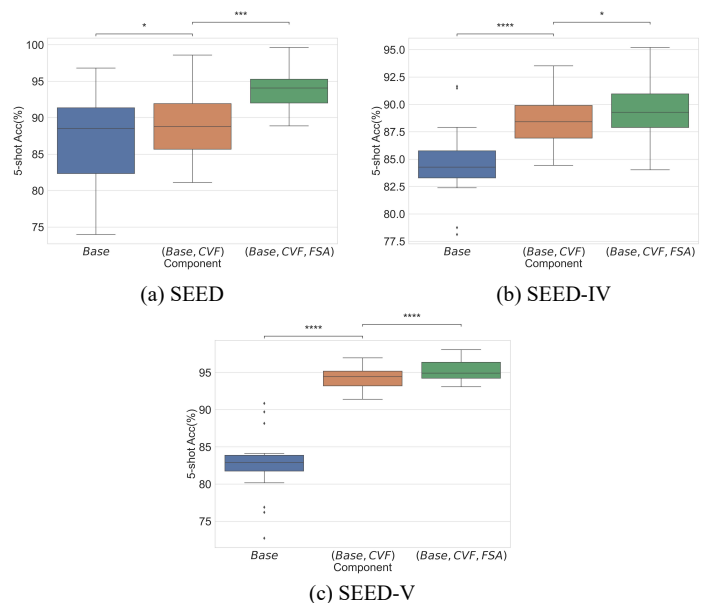 * ***
100
95
90
85
80
75
5-shot Acc(%)
Base (Base, CVF) (Base, CVF, FSA)
Component
(a) SEED
**** *
95.0
92.5
90.0
87.5
85.0
82.5
80.0
77.5
5-shot Acc(%)
Base (Base, CVF) (Base, CVF, FSA)
Component
(b) SEED-IV
**** ****
95
90
85
80
75
5-shot Acc(%)
Base (Base, CVF) (Base, CVF, FSA)
Component
(c) SEED-V